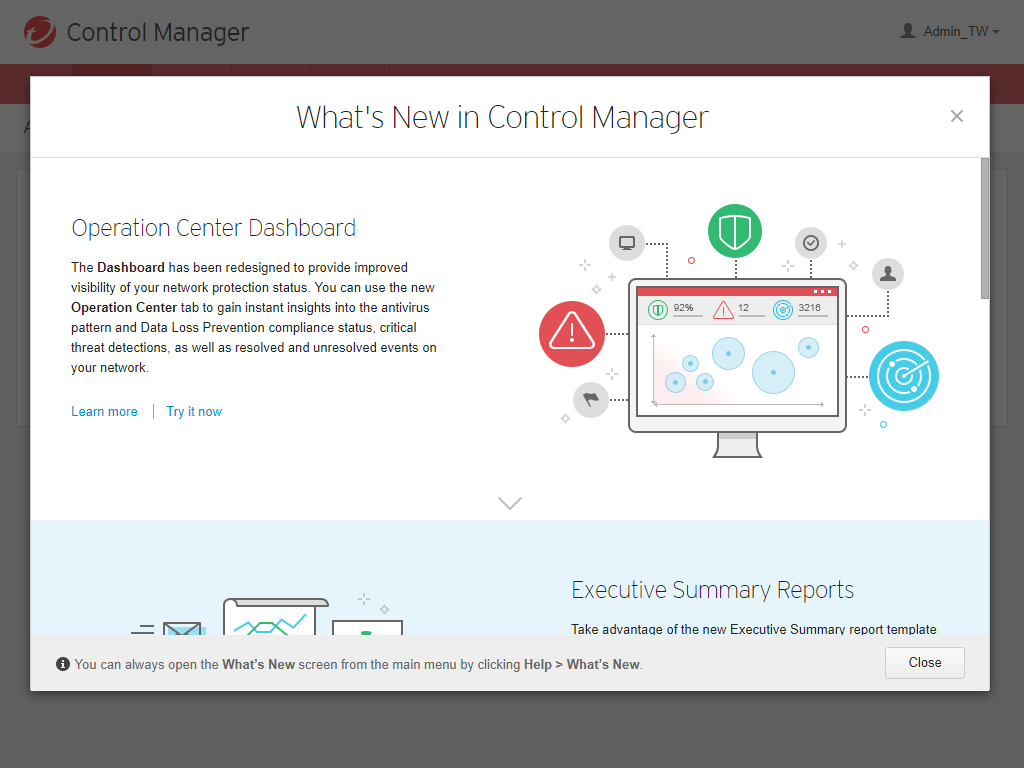 Control Manager
Admin_TW
What's New in Control Manager
Operation Center Dashboard
The Dashboard has been redesigned to provide improved
visibility of your network protection status. You can use the new
Operation Center tab to gain instant insights into the antivirus
pattern and Data Loss Prevention compliance status, critical
threat detections, as well as resolved and unresolved events on
your network.
Learn more
Try it now
92%
12
3216
Executive Summary Reports
Take advantage of the new Executive Summary report template
You can always open the What's New screen from the main menu by clicking Help > What's New.
Close